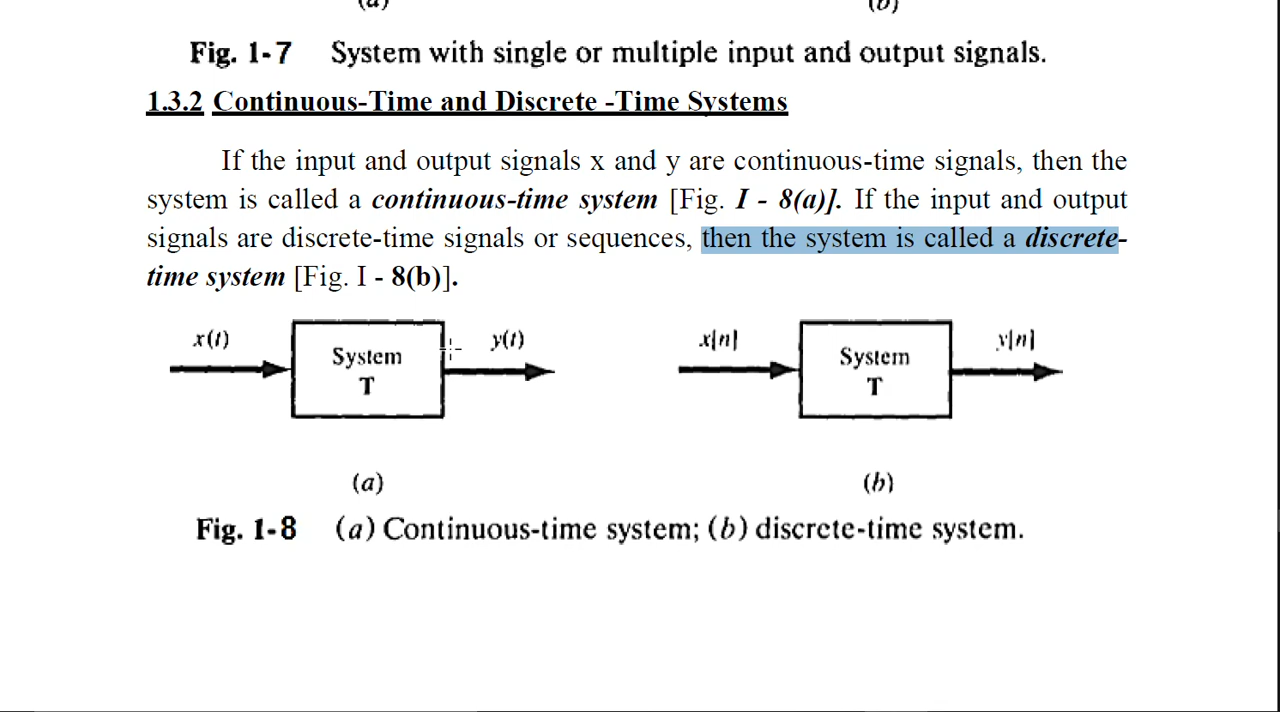 (a) (b)
Fig. 1-7 System with single or multiple input and output signals.
1.3.2 Continuous-Time and Discrete -Time Systems
If the input and output signals x and y are continuous-time signals, then the
system is called a continuous-time system [Fig. I - 8(a)]. If the input and output
signals are discrete-time signals or sequences, then the system is called a discrete-
time system [Fig. I - 8(b)].
x(t) System T y(t) x[n] System T y[n]
(a) (b)
Fig. 1-8 (a) Continuous-time system; (b) discrete-time system.